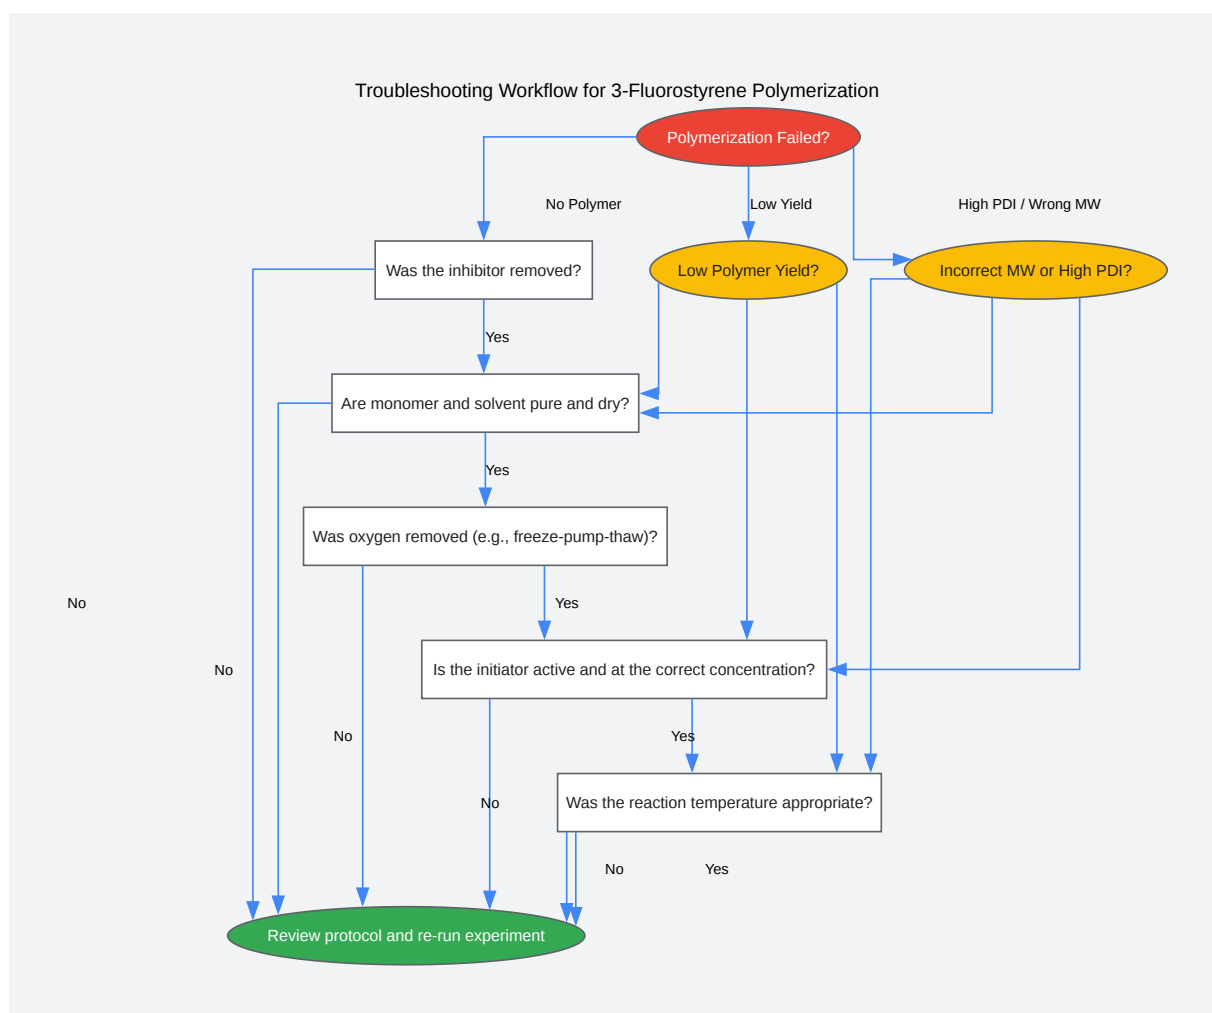 Troubleshooting Workflow for 3-Fluorostyrene Polymerization
Polymerization Failed?
No Polymer
Low Yield
High PDI / Wrong MW
Was the inhibitor removed?
Low Polymer Yield?
Incorrect MW or High PDI?
Yes
Are monomer and solvent pure and dry?
Yes
Was oxygen removed (e.g., freeze-pump-thaw)?
No
Yes
No
Is the initiator active and at the correct concentration?
No
Yes
No
Was the reaction temperature appropriate?
No
Yes
Review protocol and re-run experiment